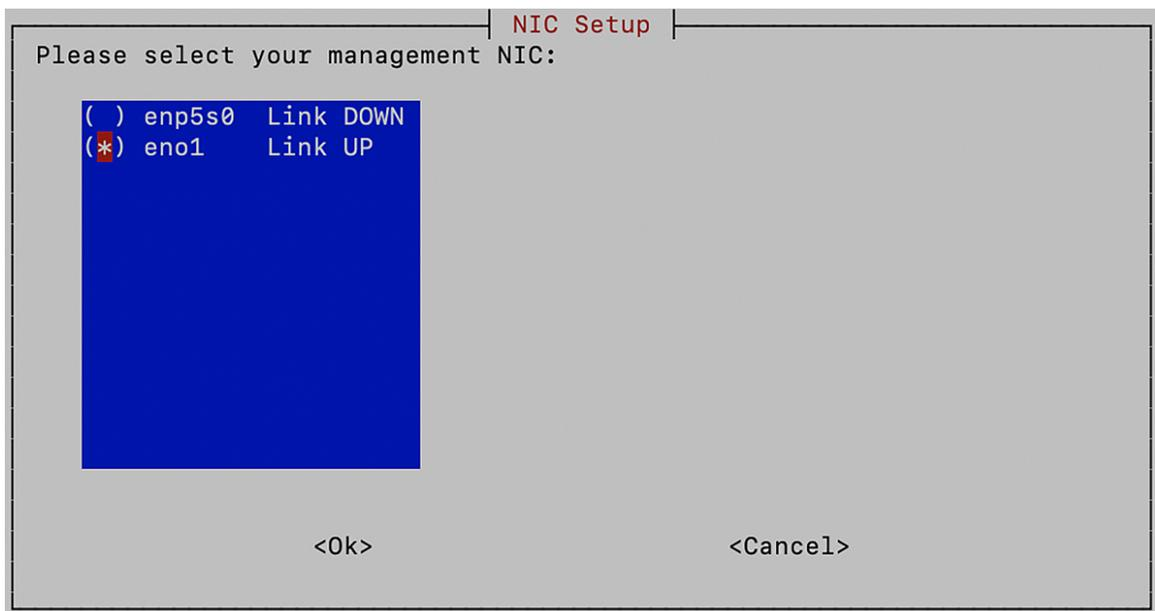 NIC Setup
Please select your management NIC:
( ) enp5s0  Link DOWN
(*) eno1    Link UP
<Ok>    <Cancel>